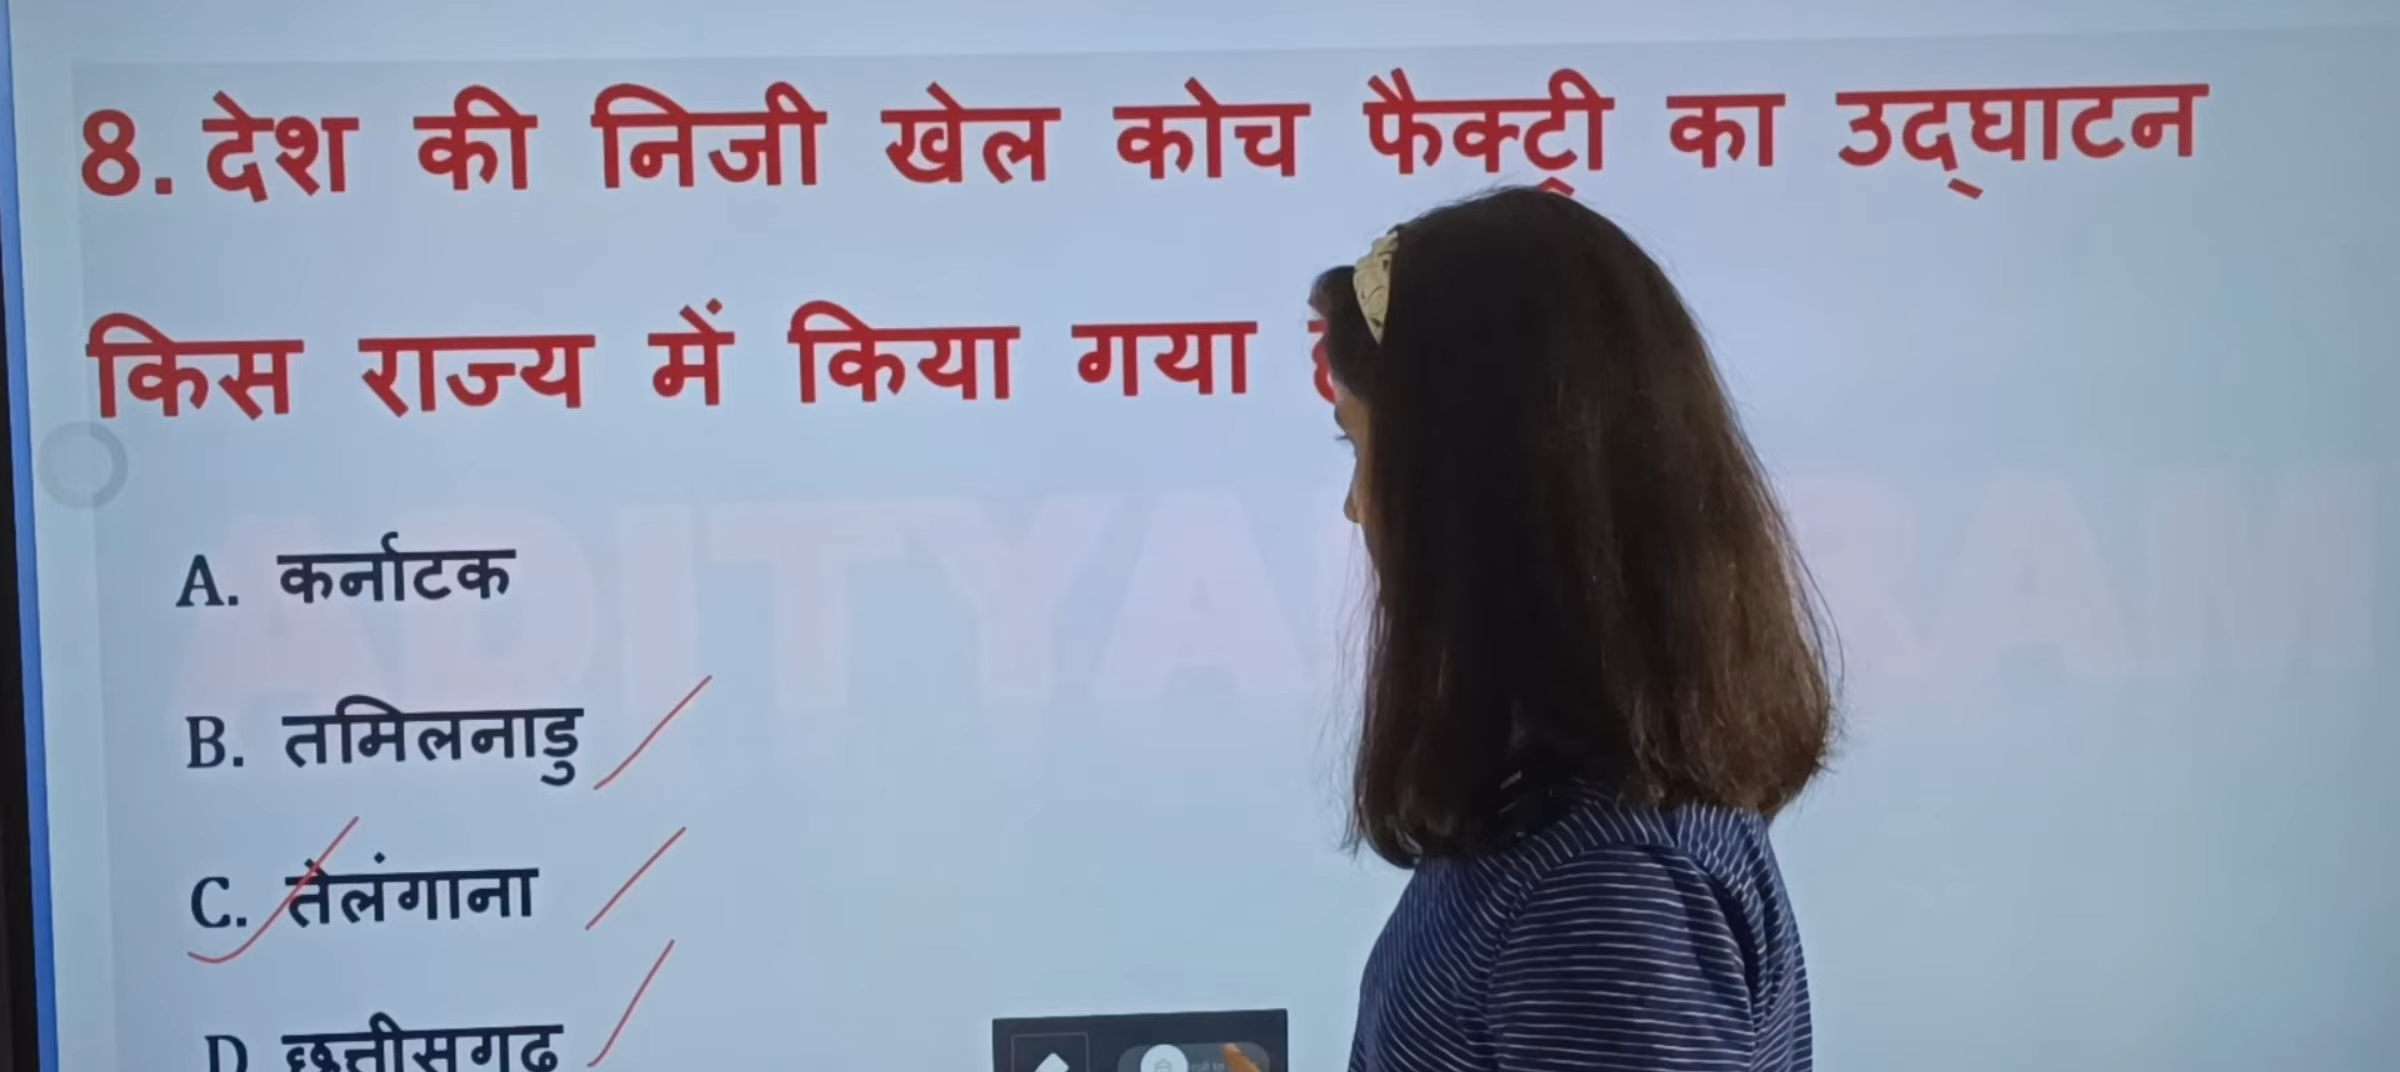 8. देश की निजी खेल कोच फैक्ट्री का उद्घाटन
किस राज्य में किया गया
A. कर्नाटक
B. तमिलनाडु
C. तेलंगाना
D छत्तीसगढ़